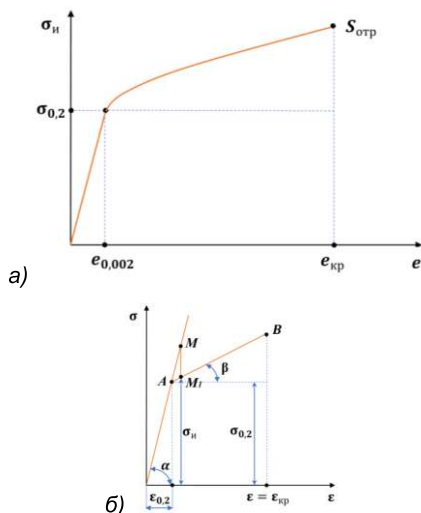 σи
Sотр
σ0,2
e0,002
eкр
e
а)
σ
M
B
A
M1
β
σи
σ0,2
α
ε0,2
ε = εкр
ε
б)